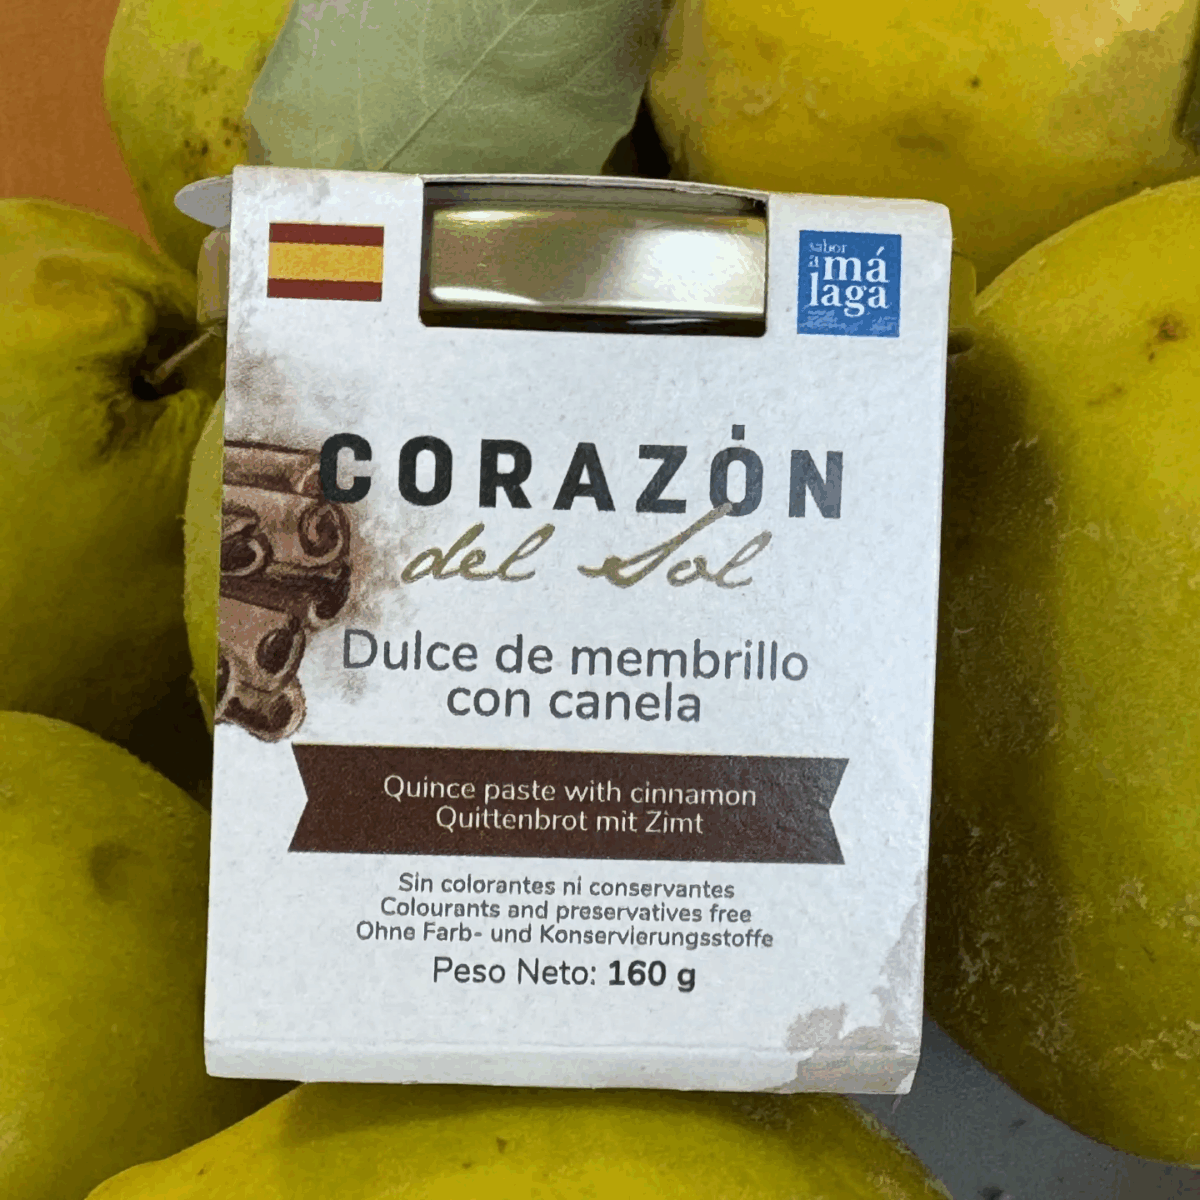 sabor
a má
laga
CORAZÓN
del Sol
Dulce de membrillo
con canela
Quince paste with cinnamon
Quittenbrot mit Zimt
Sin colorantes ni conservantes
Colourants and preservatives free
Ohne Farb- und Konservierungsstoffe
Peso Neto: 160 g